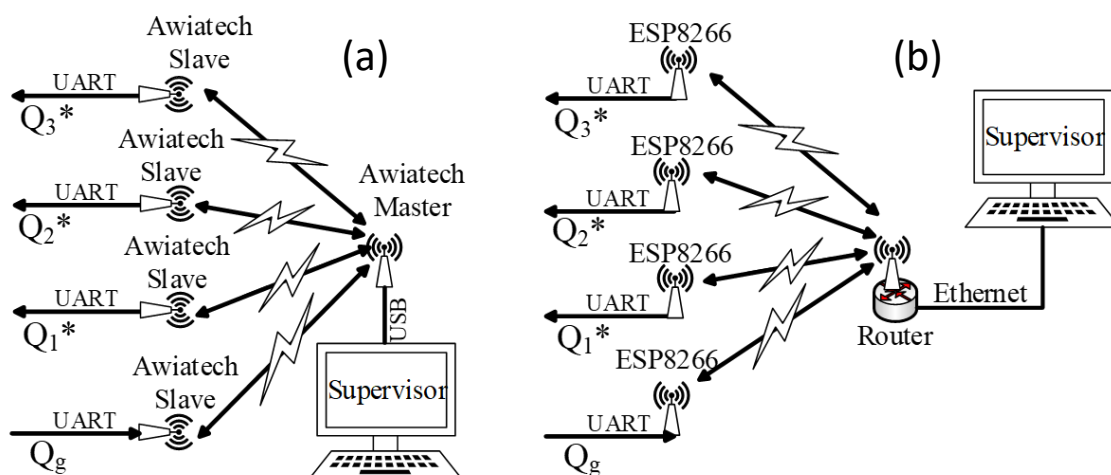 (a)
Awiatech
Slave
UART
Q3*
Awiatech
Slave
UART
Q2*
Awiatech
Slave
UART
Q1*
Awiatech
Slave
UART
Qg
Awiatech
Master
USB
Supervisor
(b)
ESP8266
UART
Q3*
ESP8266
UART
Q2*
ESP8266
UART
Q1*
ESP8266
UART
Qg
Router
Ethernet
Supervisor